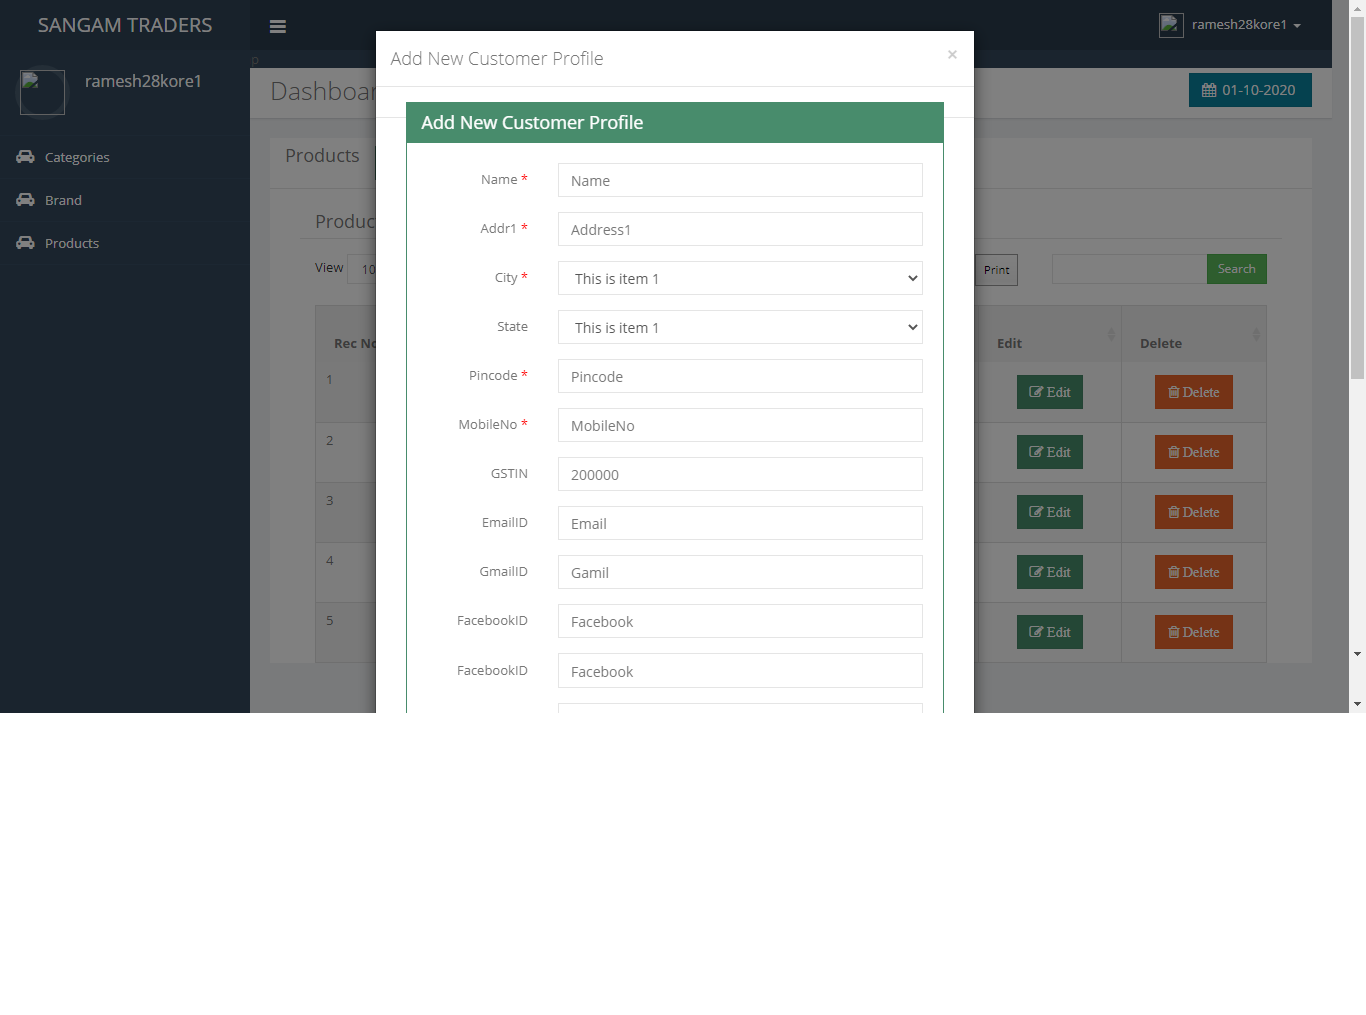 SANGAM TRADERS
ramesh28kore1
ramesh28kore1
Categories
Brand
Products
p
01-10-2020
Products
View 10
Print
Search
Rec No
Edit
Delete
1
Edit
Delete
2
Edit
Delete
3
Edit
Delete
4
Edit
Delete
5
Edit
Delete
Add New Customer Profile
×
Add New Customer Profile
Name *
Name
Addr1 *
Address1
City *
This is item 1
State
This is item 1
Pincode *
Pincode
MobileNo *
MobileNo
GSTIN
200000
EmailID
Email
GmailID
Gamil
FacebookID
Facebook
FacebookID
Facebook